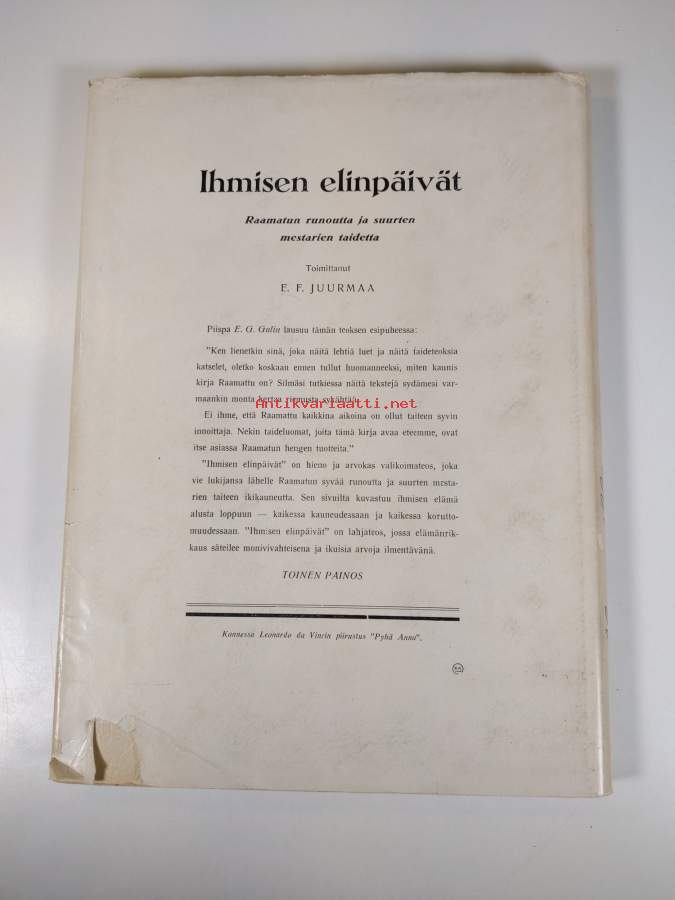 Ihmisen elinpäivät
Raamatun runoutta ja suurten
mestarien taidetta
Toimittanut
E. F. JUURMAA
Piispa E. G. Gulin lausuu tämän teoksen esipuheessa:
"Ken lienetkin sinä, joka näitä lehtiä luet ja näitä taideteoksia
katselet, oletko koskaan ennen tullut huomanneeksi, miten kaunis
kirja Raamattu on? Silmäsi tutkiessa näitä tekstejä sydämesi var-
maankin monta kertaa riemusta sykähtää.
Antikvariaatti.net
Ei ihme, että Raamattu kaikkina aikoina on ollut taiteen syvin
innoittaja. Nekin taideluomat, joita tämä kirja avaa eteemme, ovat
itse asiassa Raamatun hengen tuotteita."
"Ihmisen elinpäivät" on hieno ja arvokas valikoimateos, joka
vie lukijansa lähelle Raamatun syvää runoutta ja suurten mesta-
rien taiteen ikikauneutta. Sen sivuilta kuvastuu ihmisen elämä
alusta loppuun — kaikessa kauneudessaan ja kaikessa korutto-
muudessaan. "Ihmisen elinpäivät" on lahjateos, jossa elämänrik-
kaus säteilee monivivahteisena ja ikuisia arvoja ilmentävänä.
TOINEN PAINOS
Kannessa Leonardo da Vincin piirustus "Pyhä Anna".